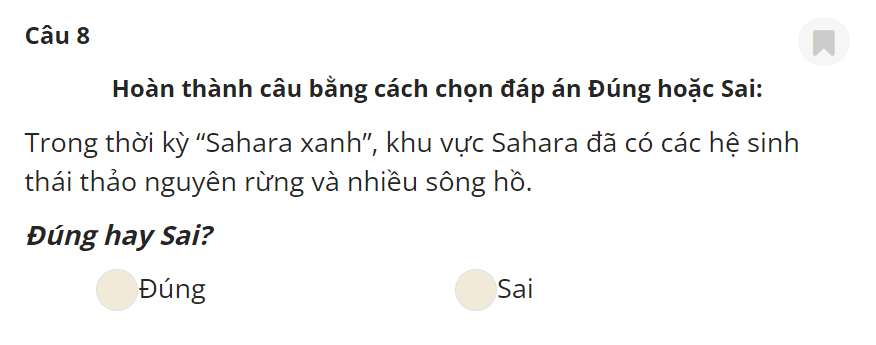 Câu 8
Hoàn thành câu bằng cách chọn đáp án Đúng hoặc Sai:
Trong thời kỳ “Sahara xanh”, khu vực Sahara đã có các hệ sinh
thái thảo nguyên rừng và nhiều sông hồ.
Đúng hay Sai?
Đúng
Sai